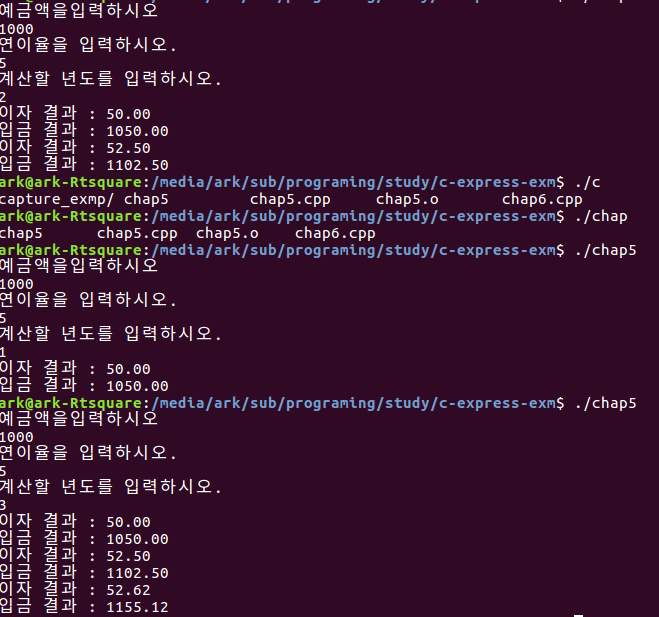 예금액을입력하시오
1000
연이율을 입력하시오.
5
계산할 년도를 입력하시오.
2
이자 결과 : 50.00
입금 결과 : 1050.00
이자 결과 : 52.50
입금 결과 : 1102.50
ark@ark-Rtsquare:/media/ark/sub/programing/study/c-express-exm$ ./c
capture_exmp/ chap5 chap5.cpp chap5.o chap6.cpp
ark@ark-Rtsquare:/media/ark/sub/programing/study/c-express-exm$ ./chap
chap5 chap5.cpp chap5.o chap6.cpp
ark@ark-Rtsquare:/media/ark/sub/programing/study/c-express-exm$ ./chap5
예금액을입력하시오
1000
연이율을 입력하시오.
5
계산할 년도를 입력하시오.
1
이자 결과 : 50.00
입금 결과 : 1050.00
ark@ark-Rtsquare:/media/ark/sub/programing/study/c-express-exm$ ./chap5
예금액을입력하시오
1000
연이율을 입력하시오.
5
계산할 년도를 입력하시오.
3
이자 결과 : 50.00
입금 결과 : 1050.00
이자 결과 : 52.50
입금 결과 : 1102.50
이자 결과 : 52.62
입금 결과 : 1155.12